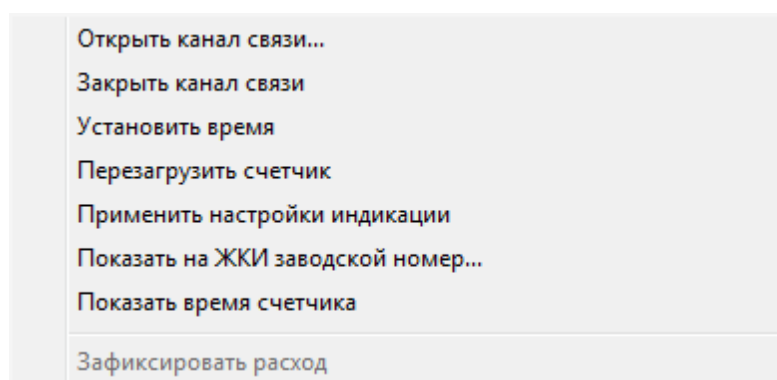 Открыть канал связи...
Закрыть канал связи
Установить время
Перезагрузить счетчик
Применить настройки индикации
Показать на ЖКИ заводской номер...
Показать время счетчика
Зафиксировать расход